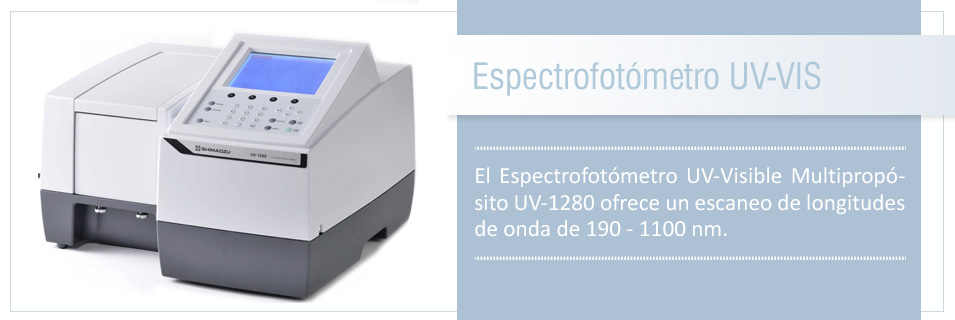 Espectrofotómetro UV-VIS
El Espectrofotómetro UV-Visible Multipropó-
sito UV-1280 ofrece un escaneo de longitudes
de onda de 190 - 1100 nm.
SHIMADZU
UV-1280